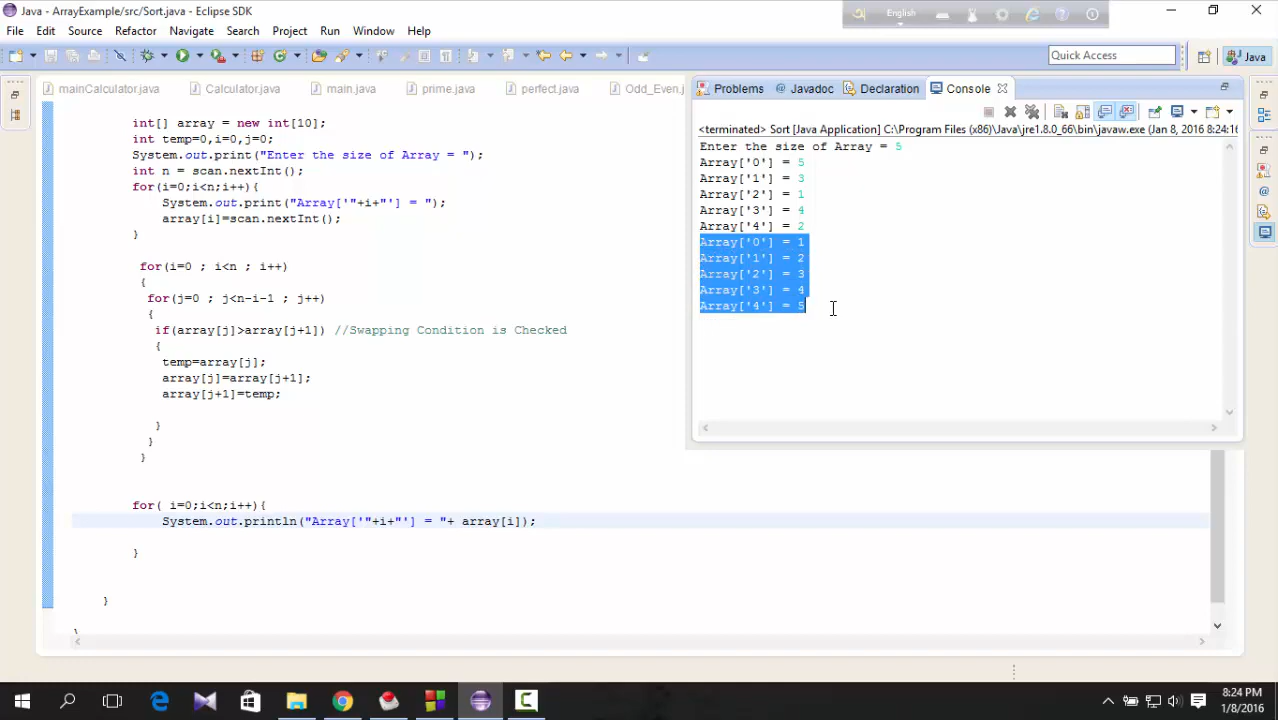 Java - ArrayExample/src/Sort.java - Eclipse SDK
English
File Edit Source Refactor Navigate Search Project Run Window Help
Quick Access
Java
mainCalculator.java Calculator.java main.java prime.java perfect.java Odd_Even.j
int[] array = new int[10];
int temp=0,i=0,j=0;
System.out.print("Enter the size of Array = ");
int n = scan.nextInt();
for(i=0;i<n;i++){
System.out.print("Array['"+i+"'] = ");
array[i]=scan.nextInt();
}
for(i=0 ; i<n ; i++)
{
for(j=0 ; j<n-i-1 ; j++)
{
if(array[j]>array[j+1]) //Swapping Condition is Checked
{
temp=array[j];
array[j]=array[j+1];
array[j+1]=temp;
}
}
}
for( i=0;i<n;i++){
System.out.println("Array['"+i+"'] = "+ array[i]);
}
}
Problems @ Javadoc Declaration Console
<terminated> Sort [Java Application] C:\Program Files (x86)\Java\jre1.8.0_66\bin\javaw.exe (Jan 8, 2016 8:24:16
Enter the size of Array = 5
Array['0'] = 5
Array['1'] = 3
Array['2'] = 1
Array['3'] = 4
Array['4'] = 2
Array['0'] = 1
Array['1'] = 2
Array['2'] = 3
Array['3'] = 4
Array['4'] = 5
8:24 PM
1/8/2016